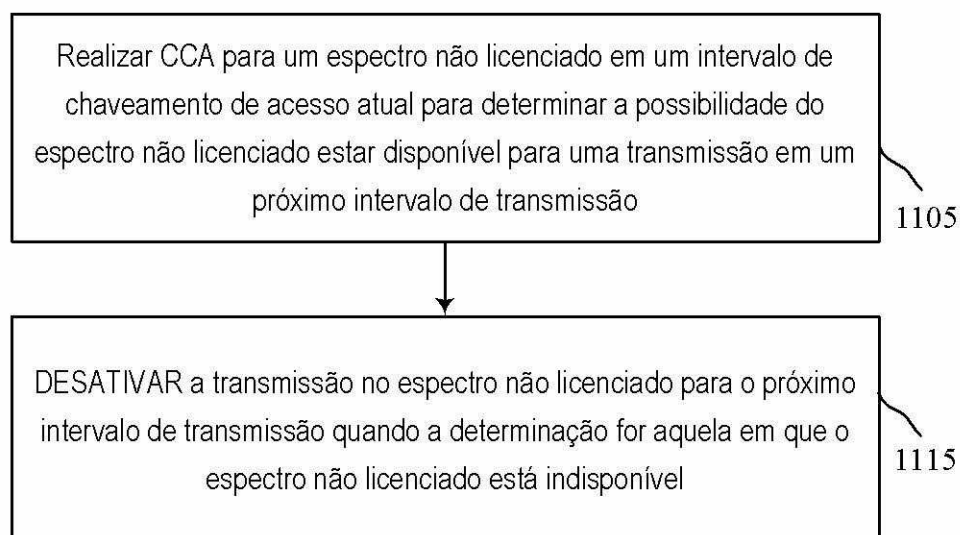 Realizar CCA para um espectro não licenciado em um intervalo de
chaveamento de acesso atual para determinar a possibilidade do
espectro não licenciado estar disponível para uma transmissão em um
próximo intervalo de transmissão
1105
DESATIVAR a transmissão no espectro não licenciado para o próximo
intervalo de transmissão quando a determinação for aquela em que o
espectro não licenciado está indisponível
1115